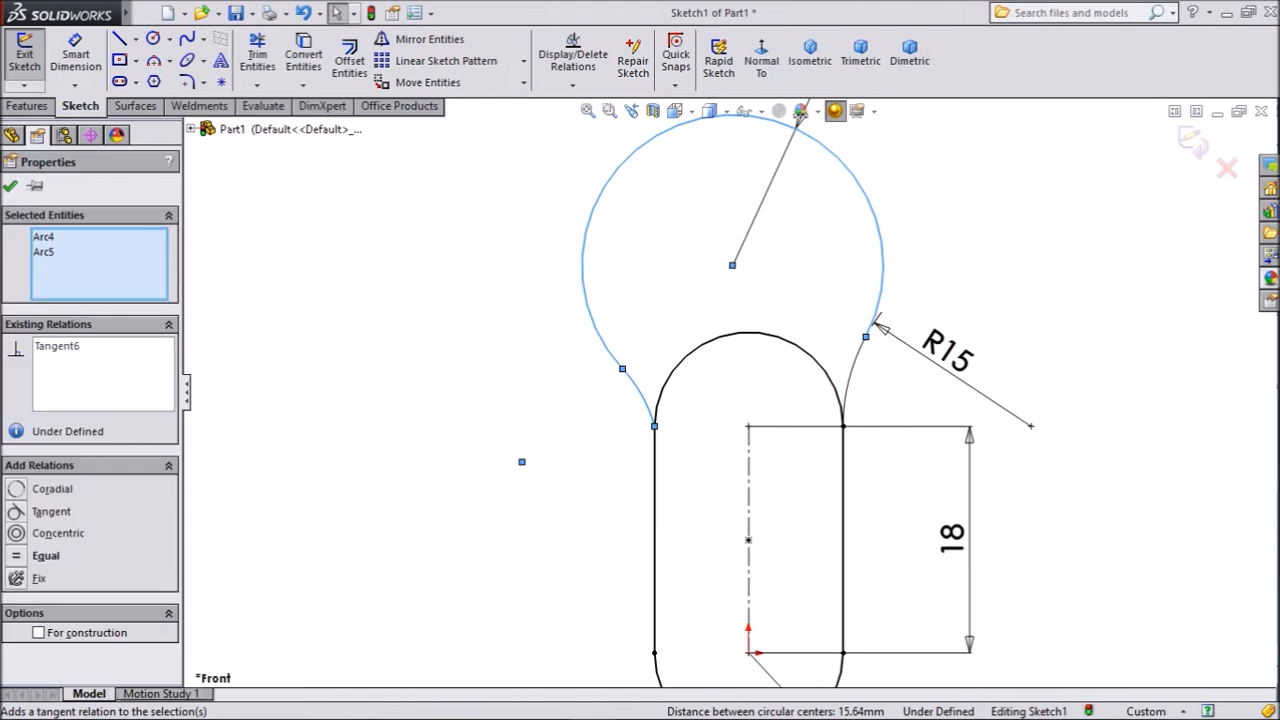 SOLIDWORKS
Sketch1 of Part1 *
Search files and models
Exit Sketch
Smart Dimension
Trim Entities
Convert Entities
Offset Entities
Mirror Entities
Linear Sketch Pattern
Move Entities
Display/Delete Relations
Repair Sketch
Quick Snaps
Rapid Sketch
Normal To
Isometric
Trimetric
Dimetric
Features
Sketch
Surfaces
Weldments
Evaluate
DimXpert
Office Products
Part1 (Default<<Default>_...
Properties
?
Selected Entities
Arc4
Arc5
Existing Relations
Tangent6
Under Defined
Add Relations
Coradial
Tangent
Concentric
Equal
Fix
Options
For construction
R15
18
*Front
Model
Motion Study 1
Adds a tangent relation to the selection(s)
Distance between circular centers: 15.64mm
Under Defined
Editing Sketch1
Custom